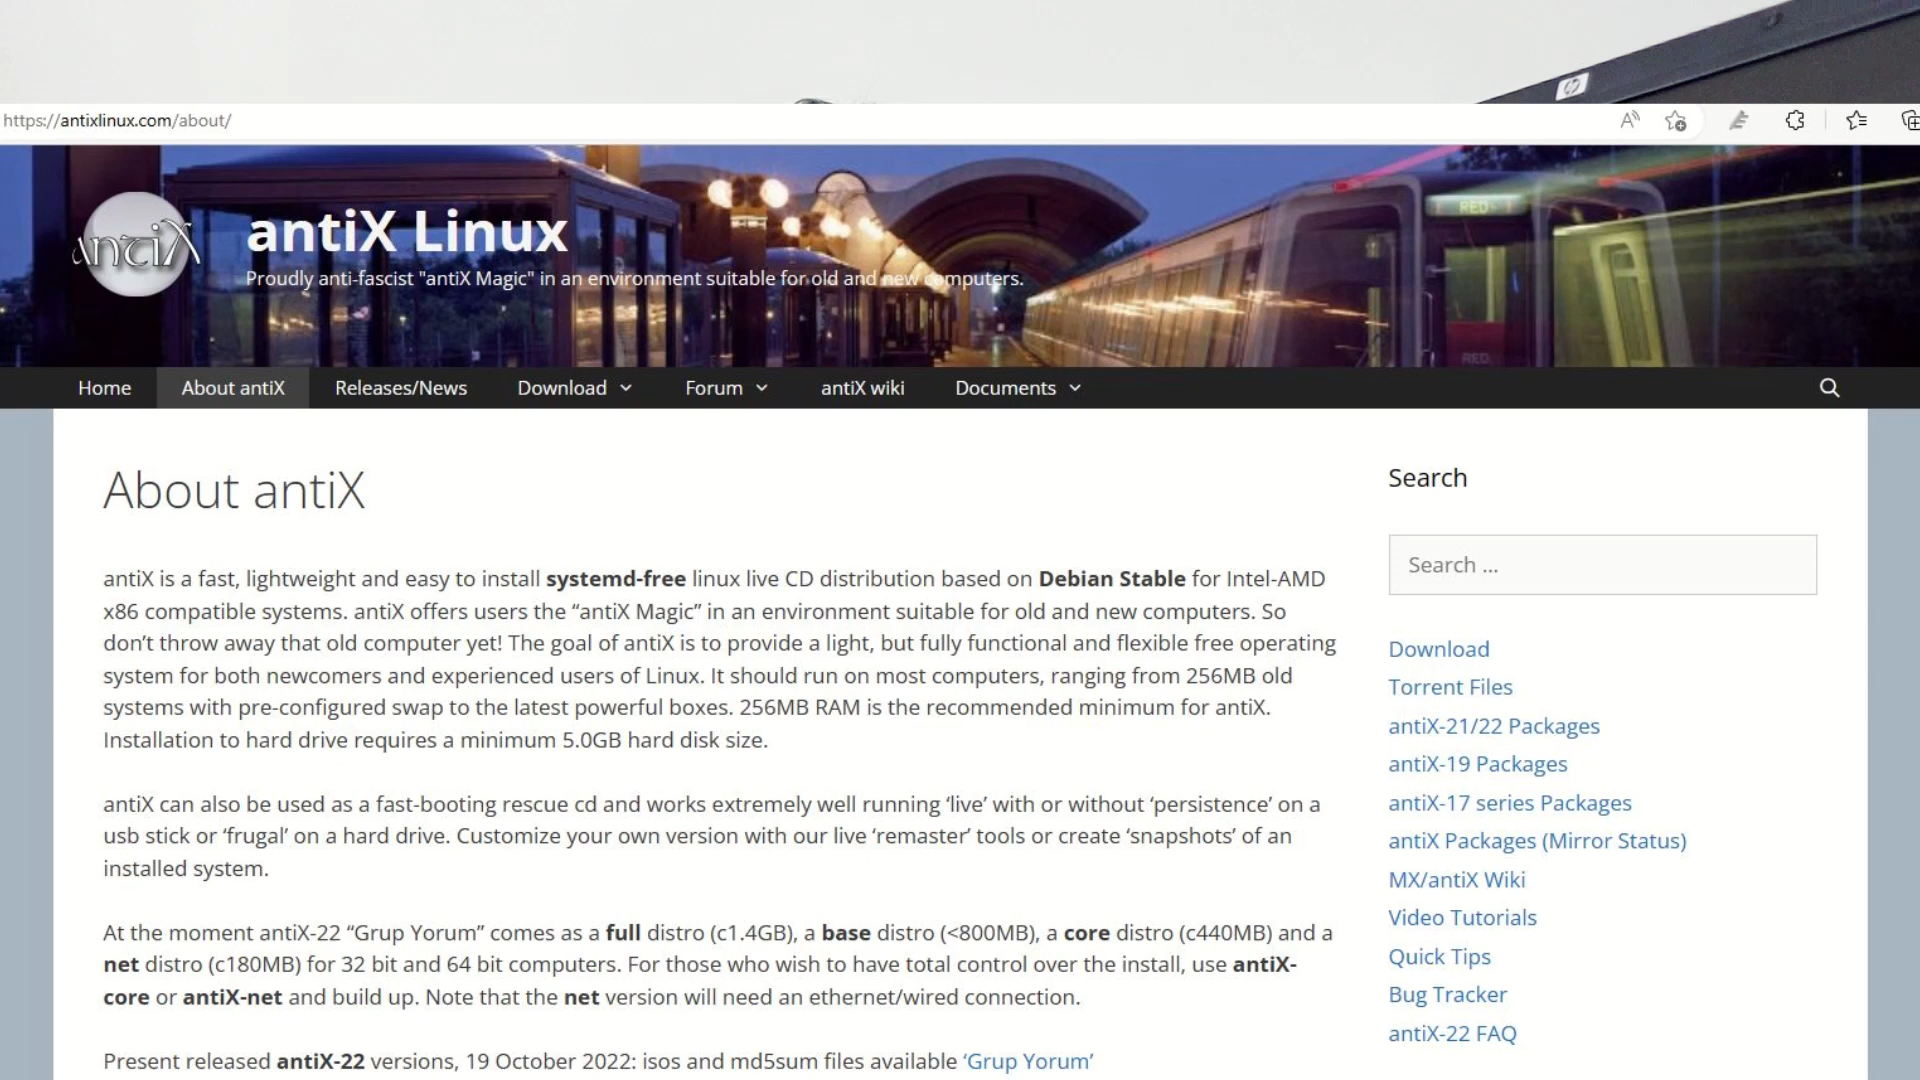 https://antixlinux.com/about/
antiX
antiX Linux
Proudly anti-fascist "antiX Magic" in an environment suitable for old and new computers.
RED
RED
Home About antiX Releases/News Download Forum antiX wiki Documents
About antiX
antiX is a fast, lightweight and easy to install systemd-free linux live CD distribution based on Debian Stable for Intel-AMD
x86 compatible systems. antiX offers users the “antiX Magic” in an environment suitable for old and new computers. So
don’t throw away that old computer yet! The goal of antiX is to provide a light, but fully functional and flexible free operating
system for both newcomers and experienced users of Linux. It should run on most computers, ranging from 256MB old
systems with pre-configured swap to the latest powerful boxes. 256MB RAM is the recommended minimum for antiX.
Installation to hard drive requires a minimum 5.0GB hard disk size.
antiX can also be used as a fast-booting rescue cd and works extremely well running ‘live’ with or without ‘persistence’ on a
usb stick or ‘frugal’ on a hard drive. Customize your own version with our live ‘remaster’ tools or create ‘snapshots’ of an
installed system.
At the moment antiX-22 “Grup Yorum” comes as a full distro (c1.4GB), a base distro (<800MB), a core distro (c440MB) and a
net distro (c180MB) for 32 bit and 64 bit computers. For those who wish to have total control over the install, use antiX-
core or antiX-net and build up. Note that the net version will need an ethernet/wired connection.
Present released antiX-22 versions, 19 October 2022: isos and md5sum files available ‘Grup Yorum’
Search
Search …
Download
Torrent Files
antiX-21/22 Packages
antiX-19 Packages
antiX-17 series Packages
antiX Packages (Mirror Status)
MX/antiX Wiki
Video Tutorials
Quick Tips
Bug Tracker
antiX-22 FAQ